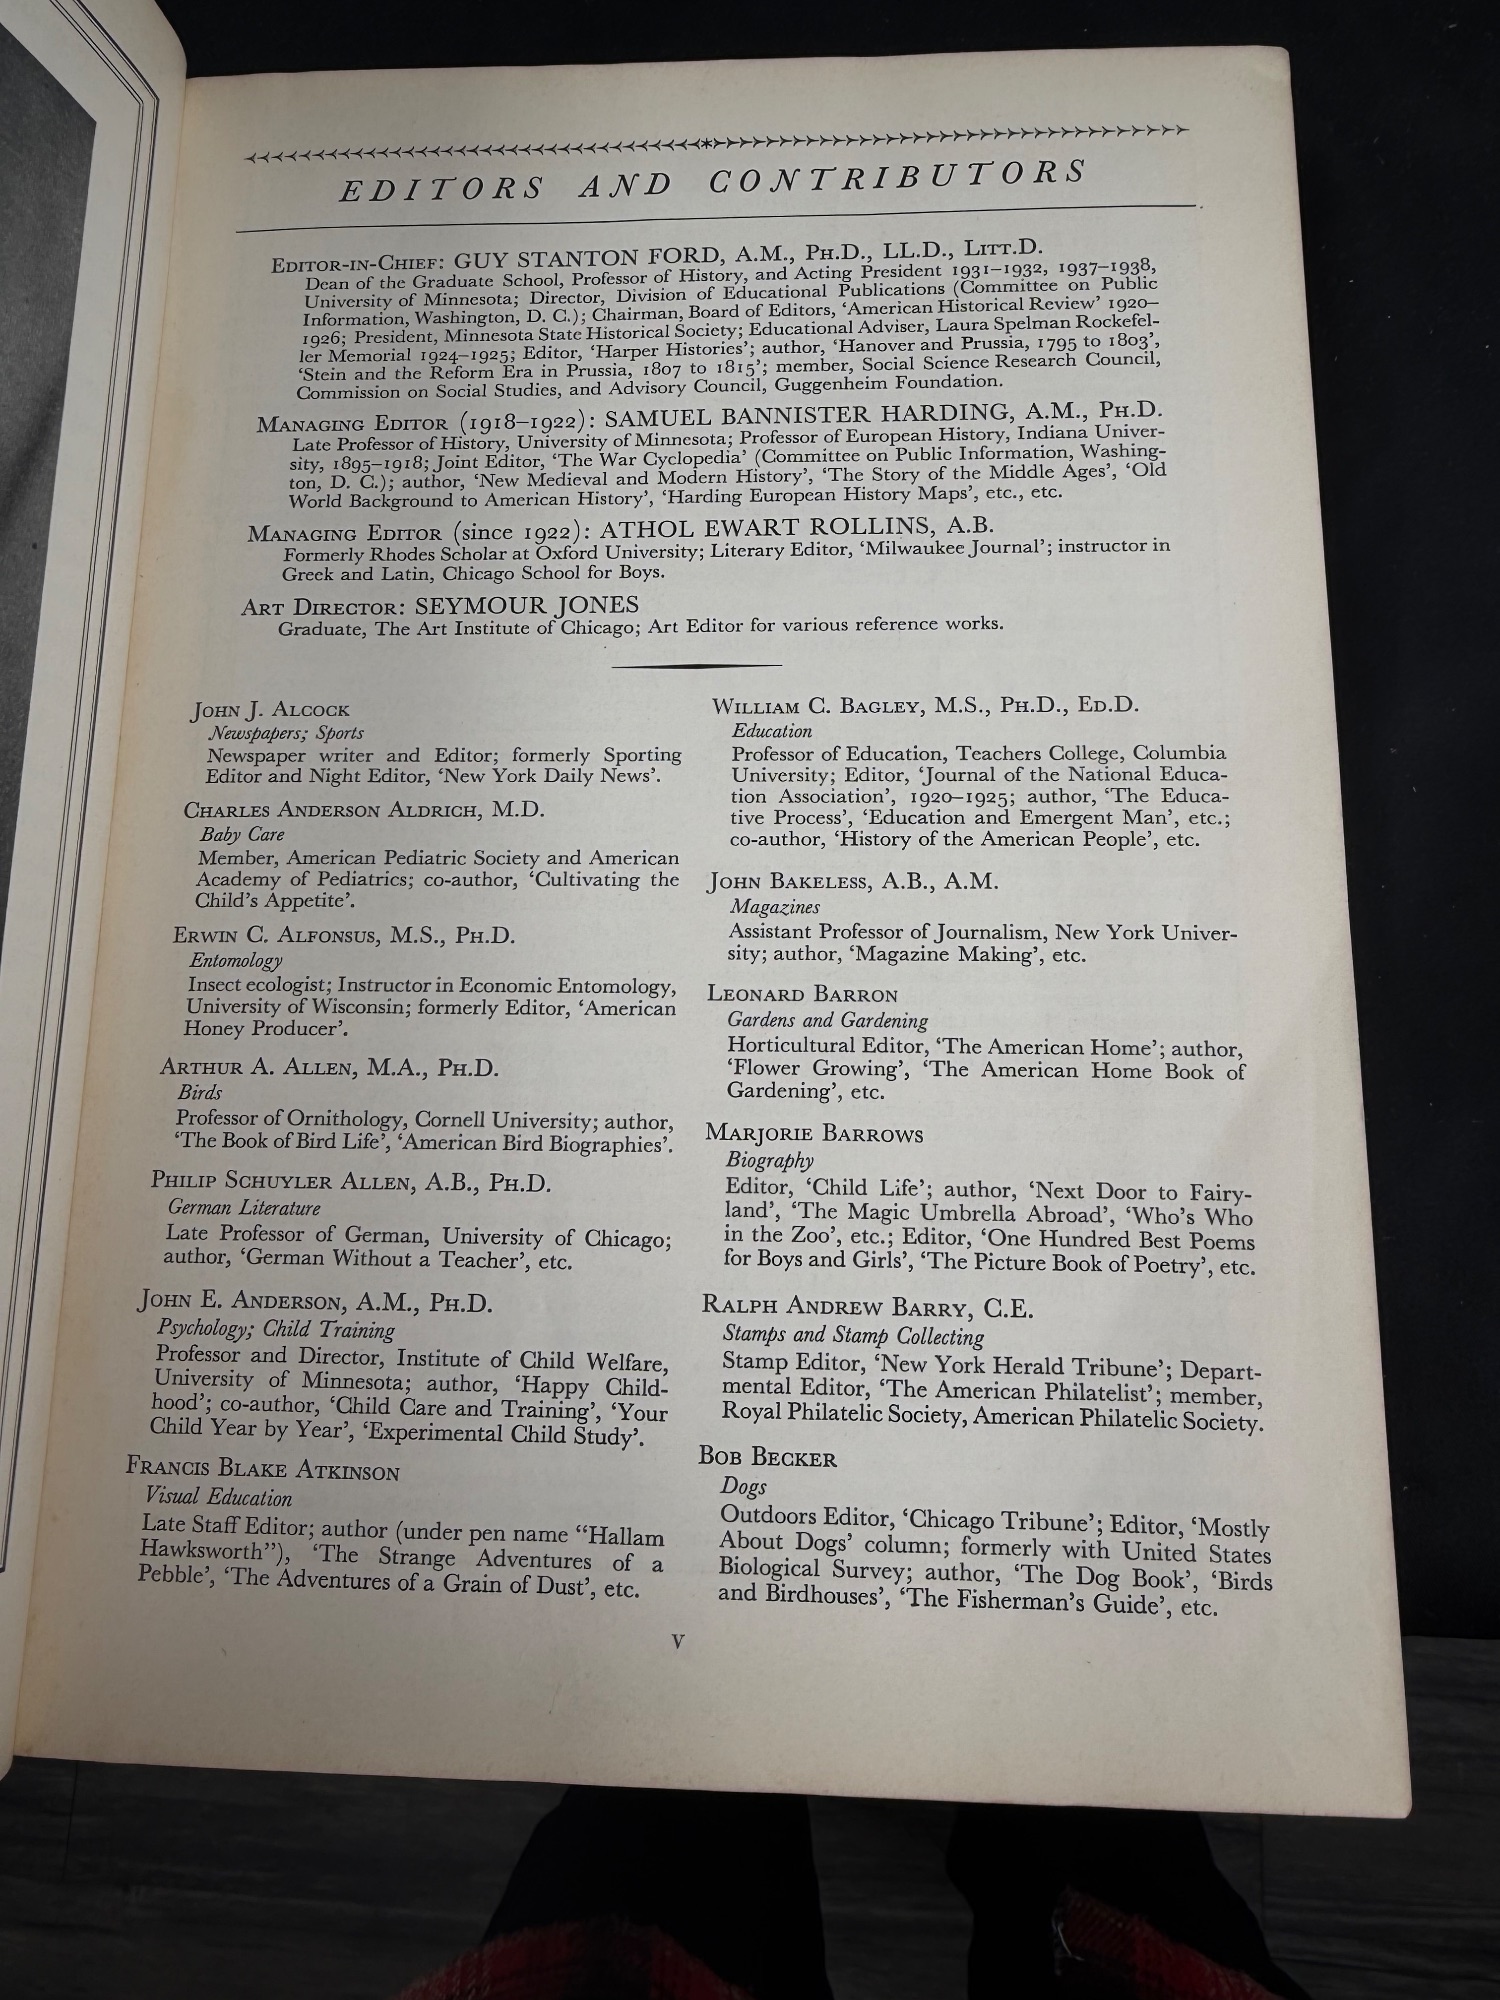 EDITORS AND CONTRIBUTORS
Editor-in-Chief: GUY STANTON FORD, A.M., Ph.D., LL.D., Litt.D.
Dean of the Graduate School, Professor of History, and Acting President 1931–1932, 1937–1938,
University of Minnesota; Director, Division of Educational Publications (Committee on Public
Information, Washington, D. C.); Chairman, Board of Editors, ‘American Historical Review’ 1920–
1926; President, Minnesota State Historical Society; Educational Adviser, Laura Spelman Rockefel-
ler Memorial 1924–1925; Editor, ‘Harper Histories’; author, ‘Hanover and Prussia, 1795 to 1803’,
‘Stein and the Reform Era in Prussia, 1807 to 1815’; member, Social Science Research Council,
Commission on Social Studies, and Advisory Council, Guggenheim Foundation.
Managing Editor (1918–1922): SAMUEL BANNISTER HARDING, A.M., Ph.D.
Late Professor of History, University of Minnesota; Professor of European History, Indiana Univer-
sity, 1895–1918; Joint Editor, ‘The War Cyclopedia’ (Committee on Public Information, Washing-
ton, D. C.); author, ‘New Medieval and Modern History’, ‘The Story of the Middle Ages’, ‘Old
World Background to American History’, ‘Harding European History Maps’, etc., etc.
Managing Editor (since 1922): ATHOL EWART ROLLINS, A.B.
Formerly Rhodes Scholar at Oxford University; Literary Editor, ‘Milwaukee Journal’; instructor in
Greek and Latin, Chicago School for Boys.
Art Director: SEYMOUR JONES
Graduate, The Art Institute of Chicago; Art Editor for various reference works.
John J. Alcock
Newspapers; Sports
Newspaper writer and Editor; formerly Sporting
Editor and Night Editor, ‘New York Daily News’.
Charles Anderson Aldrich, M.D.
Baby Care
Member, American Pediatric Society and American
Academy of Pediatrics; co-author, ‘Cultivating the
Child’s Appetite’.
Erwin C. Alfonsus, M.S., Ph.D.
Entomology
Insect ecologist; Instructor in Economic Entomology,
University of Wisconsin; formerly Editor, ‘American
Honey Producer’.
Arthur A. Allen, M.A., Ph.D.
Birds
Professor of Ornithology, Cornell University; author,
‘The Book of Bird Life’, ‘American Bird Biographies’.
Philip Schuyler Allen, A.B., Ph.D.
German Literature
Late Professor of German, University of Chicago;
author, ‘German Without a Teacher’, etc.
John E. Anderson, A.M., Ph.D.
Psychology; Child Training
Professor and Director, Institute of Child Welfare,
University of Minnesota; author, ‘Happy Child-
hood’; co-author, ‘Child Care and Training’, ‘Your
Child Year by Year’, ‘Experimental Child Study’.
Francis Blake Atkinson
Visual Education
Late Staff Editor; author (under pen name “Hallam
Hawksworth”), ‘The Strange Adventures of a
Pebble’, ‘The Adventures of a Grain of Dust’, etc.
William C. Bagley, M.S., Ph.D., Ed.D.
Education
Professor of Education, Teachers College, Columbia
University; Editor, ‘Journal of the National Educa-
tion Association’, 1920–1925; author, ‘The Educa-
tive Process’, ‘Education and Emergent Man’, etc.;
co-author, ‘History of the American People’, etc.
John Bakeless, A.B., A.M.
Magazines
Assistant Professor of Journalism, New York Univer-
sity; author, ‘Magazine Making’, etc.
Leonard Barron
Gardens and Gardening
Horticultural Editor, ‘The American Home’; author,
‘Flower Growing’, ‘The American Home Book of
Gardening’, etc.
Marjorie Barrows
Biography
Editor, ‘Child Life’; author, ‘Next Door to Fairy-
land’, ‘The Magic Umbrella Abroad’, ‘Who’s Who
in the Zoo’, etc.; Editor, ‘One Hundred Best Poems
for Boys and Girls’, ‘The Picture Book of Poetry’, etc.
Ralph Andrew Barry, C.E.
Stamps and Stamp Collecting
Stamp Editor, ‘New York Herald Tribune’; Depart-
mental Editor, ‘The American Philatelist’; member,
Royal Philatelic Society, American Philatelic Society.
Bob Becker
Dogs
Outdoors Editor, ‘Chicago Tribune’; Editor, ‘Mostly
About Dogs’ column; formerly with United States
Biological Survey; author, ‘The Dog Book’, ‘Birds
and Birdhouses’, ‘The Fisherman’s Guide’, etc.
v